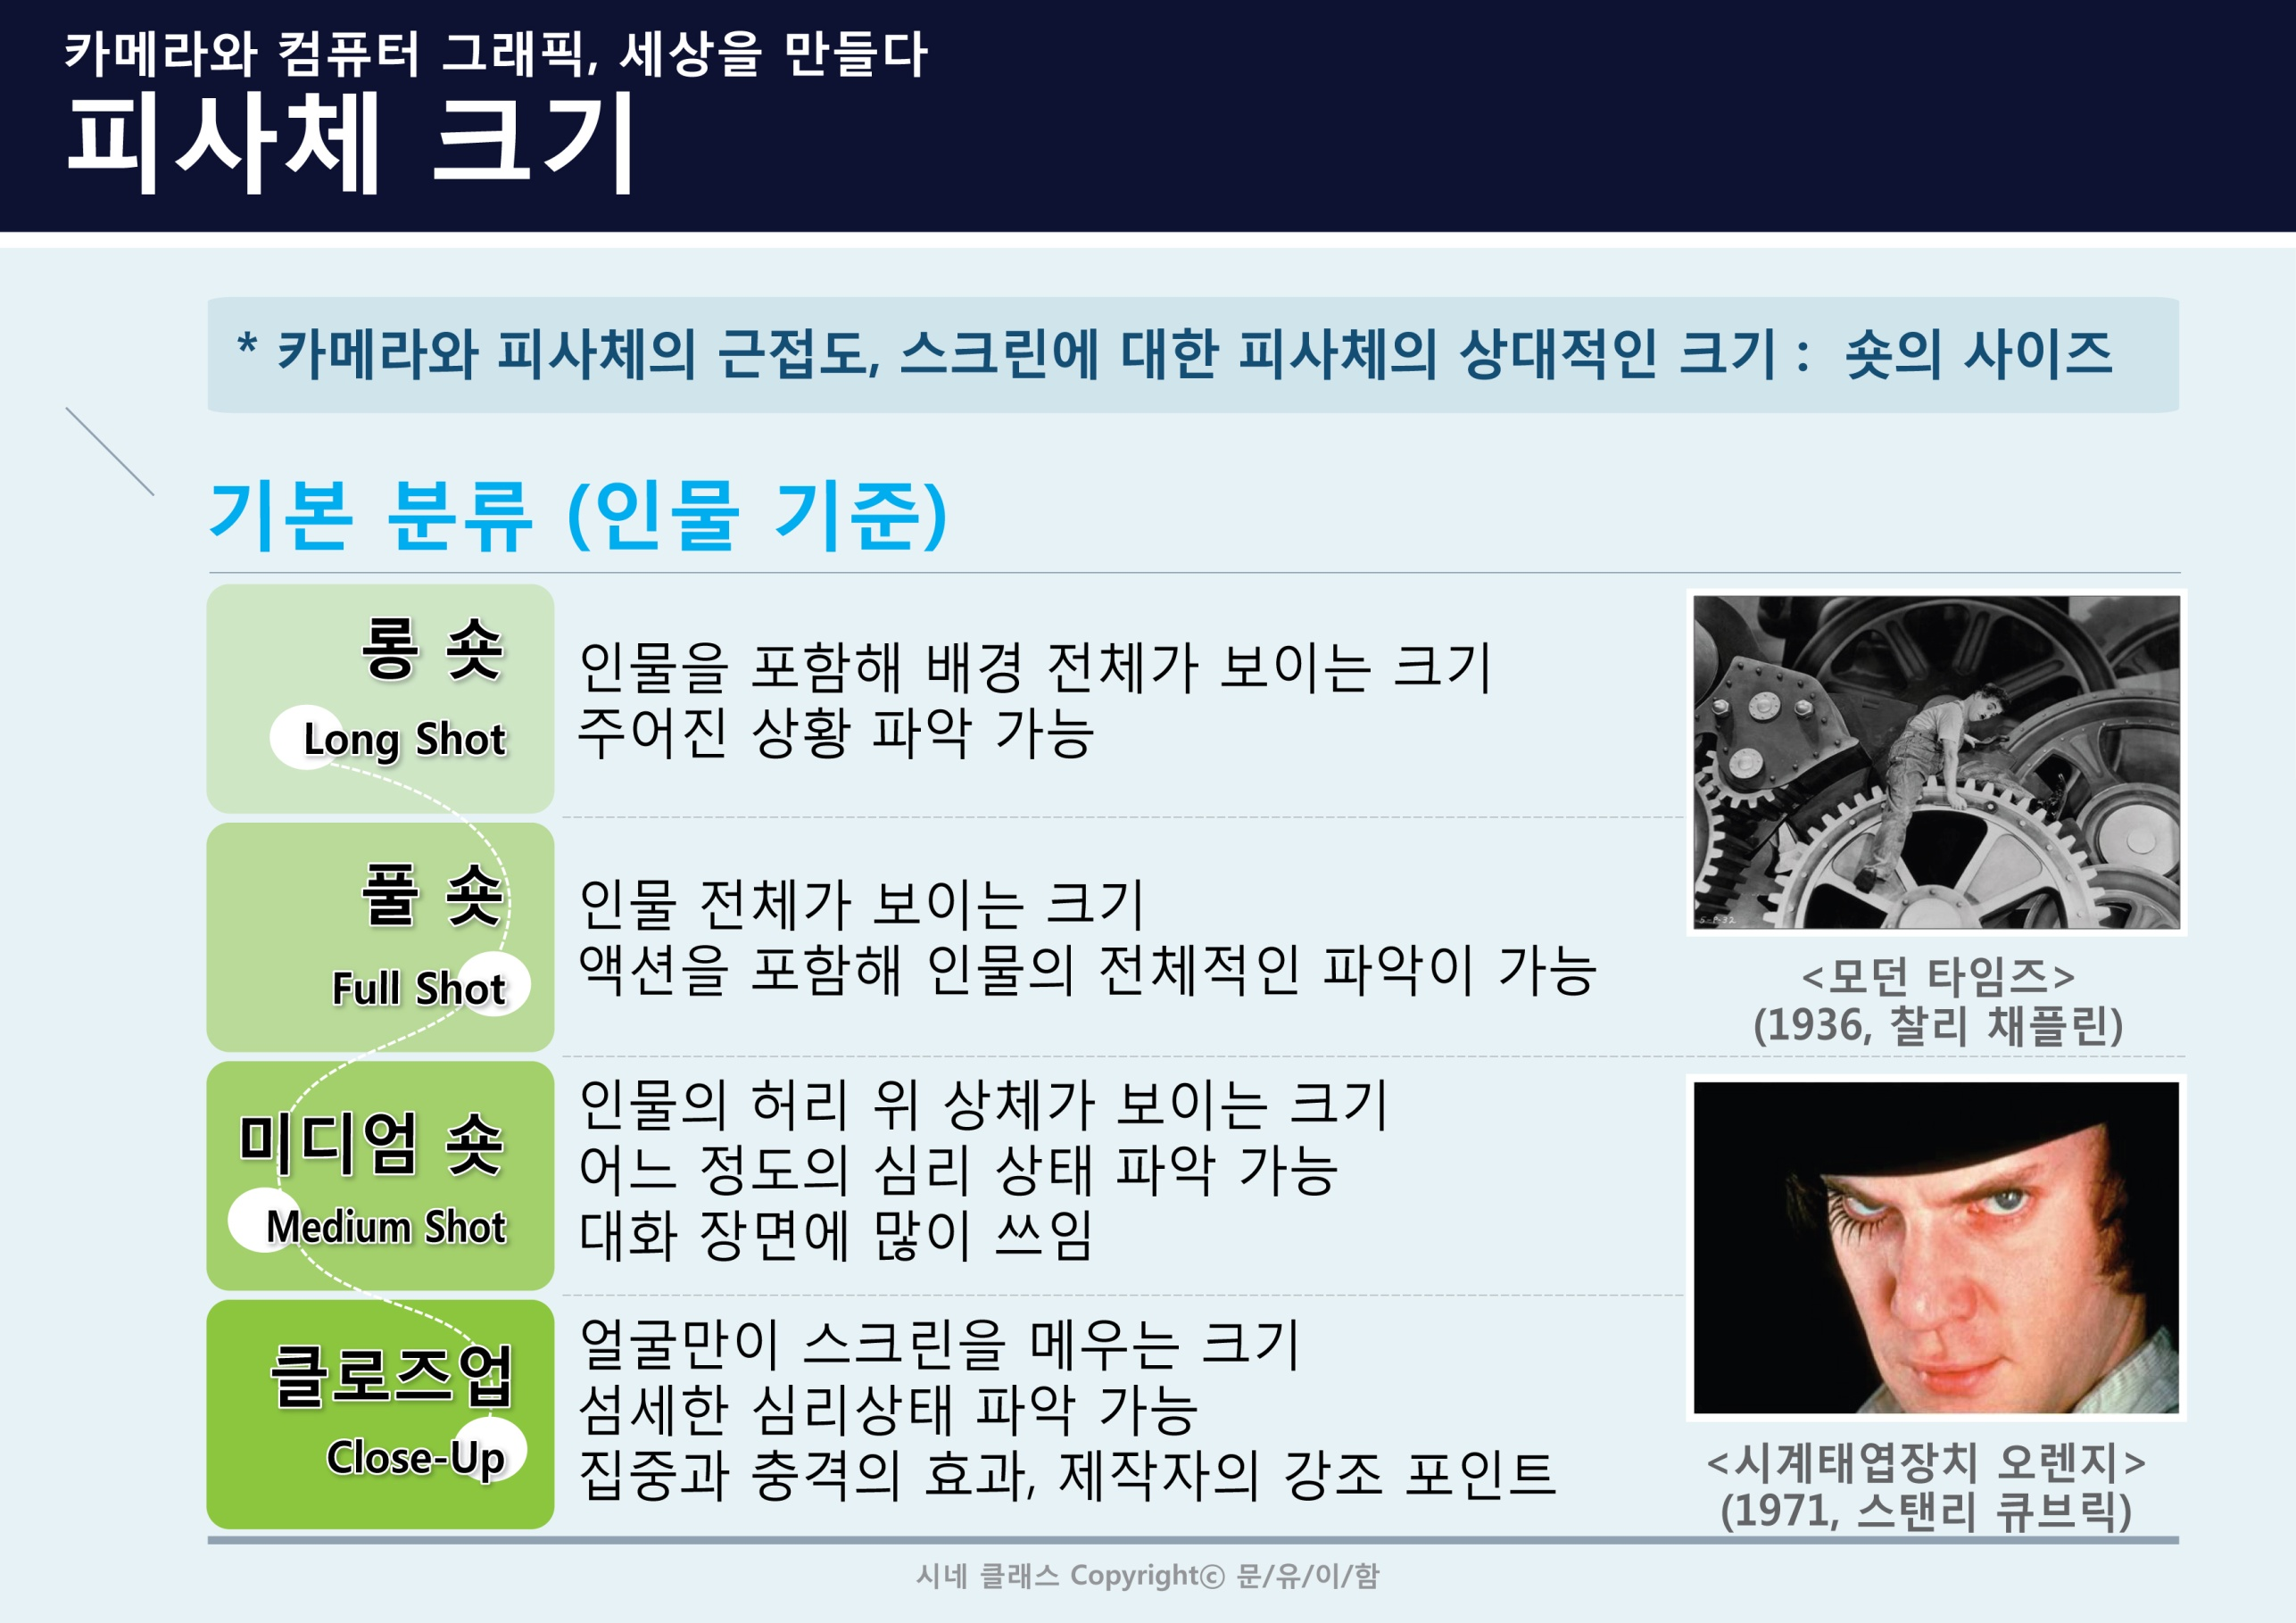 카메라와 컴퓨터 그래픽, 세상을 만들다
피사체 크기
* 카메라와 피사체의 근접도, 스크린에 대한 피사체의 상대적인 크기 : 숏의 사이즈
기본 분류 (인물 기준)
롱 숏
Long Shot
인물을 포함해 배경 전체가 보이는 크기
주어진 상황 파악 가능
풀 숏
Full Shot
인물 전체가 보이는 크기
액션을 포함해 인물의 전체적인 파악이 가능
<모던 타임즈>
(1936, 찰리 채플린)
미디엄 숏
Medium Shot
인물의 허리 위 상체가 보이는 크기
어느 정도의 심리 상태 파악 가능
대화 장면에 많이 쓰임
클로즈업
Close-Up
얼굴만이 스크린을 메우는 크기
섬세한 심리상태 파악 가능
집중과 충격의 효과, 제작자의 강조 포인트
<시계태엽장치 오렌지>
(1971, 스탠리 큐브릭)
시네 클래스 Copyright© 문/유/이/함